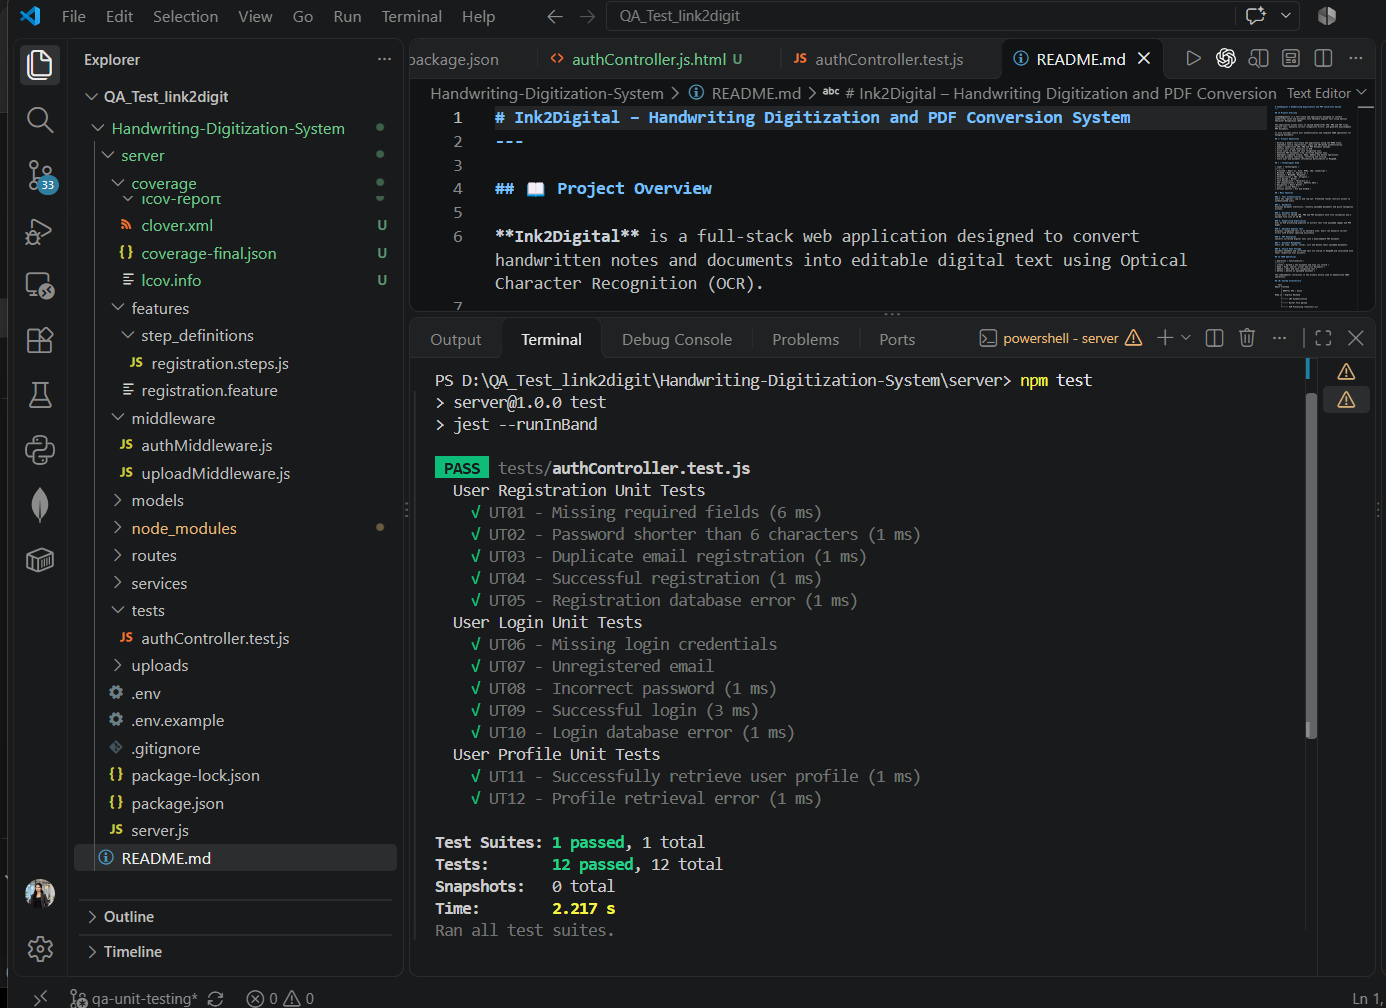 File Edit Selection View Go Run Terminal Help
QA_Test_link2digit
Explorer
QA_Test_link2digit
Handwriting-Digitization-System
server
coverage
lcov-report
clover.xml U
coverage-final.json U
lcov.info U
features
step_definitions
JS registration.steps.js
registration.feature
middleware
JS authMiddleware.js
JS uploadMiddleware.js
models
node_modules
routes
services
tests
JS authController.test.js
uploads
.env
.env.example
.gitignore
{} package-lock.json
{} package.json
JS server.js
README.md
Outline
Timeline
33
package.json
<> authController.js.html U
JS authController.test.js
README.md
Handwriting-Digitization-System > README.md > abc # Ink2Digital – Handwriting Digitization and PDF Conversion
Text Editor
1 # Ink2Digital – Handwriting Digitization and PDF Conversion System
2 ---
3
4 ## 📖 Project Overview
5
6 **Ink2Digital** is a full-stack web application designed to convert
handwritten notes and documents into editable digital text using Optical
Character Recognition (OCR).
7
Output Terminal Debug Console Problems Ports
powershell - server
PS D:\QA_Test_link2digit\Handwriting-Digitization-System\server> npm test
> server@1.0.0 test
> jest --runInBand
PASS tests/authController.test.js
User Registration Unit Tests
√ UT01 - Missing required fields (6 ms)
√ UT02 - Password shorter than 6 characters (1 ms)
√ UT03 - Duplicate email registration (1 ms)
√ UT04 - Successful registration (1 ms)
√ UT05 - Registration database error (1 ms)
User Login Unit Tests
√ UT06 - Missing login credentials
√ UT07 - Unregistered email
√ UT08 - Incorrect password (1 ms)
√ UT09 - Successful login (3 ms)
√ UT10 - Login database error (1 ms)
User Profile Unit Tests
√ UT11 - Successfully retrieve user profile (1 ms)
√ UT12 - Profile retrieval error (1 ms)
Test Suites: 1 passed, 1 total
Tests: 12 passed, 12 total
Snapshots: 0 total
Time: 2.217 s
Ran all test suites.
qa-unit-testing* 0 0
Ln 1,